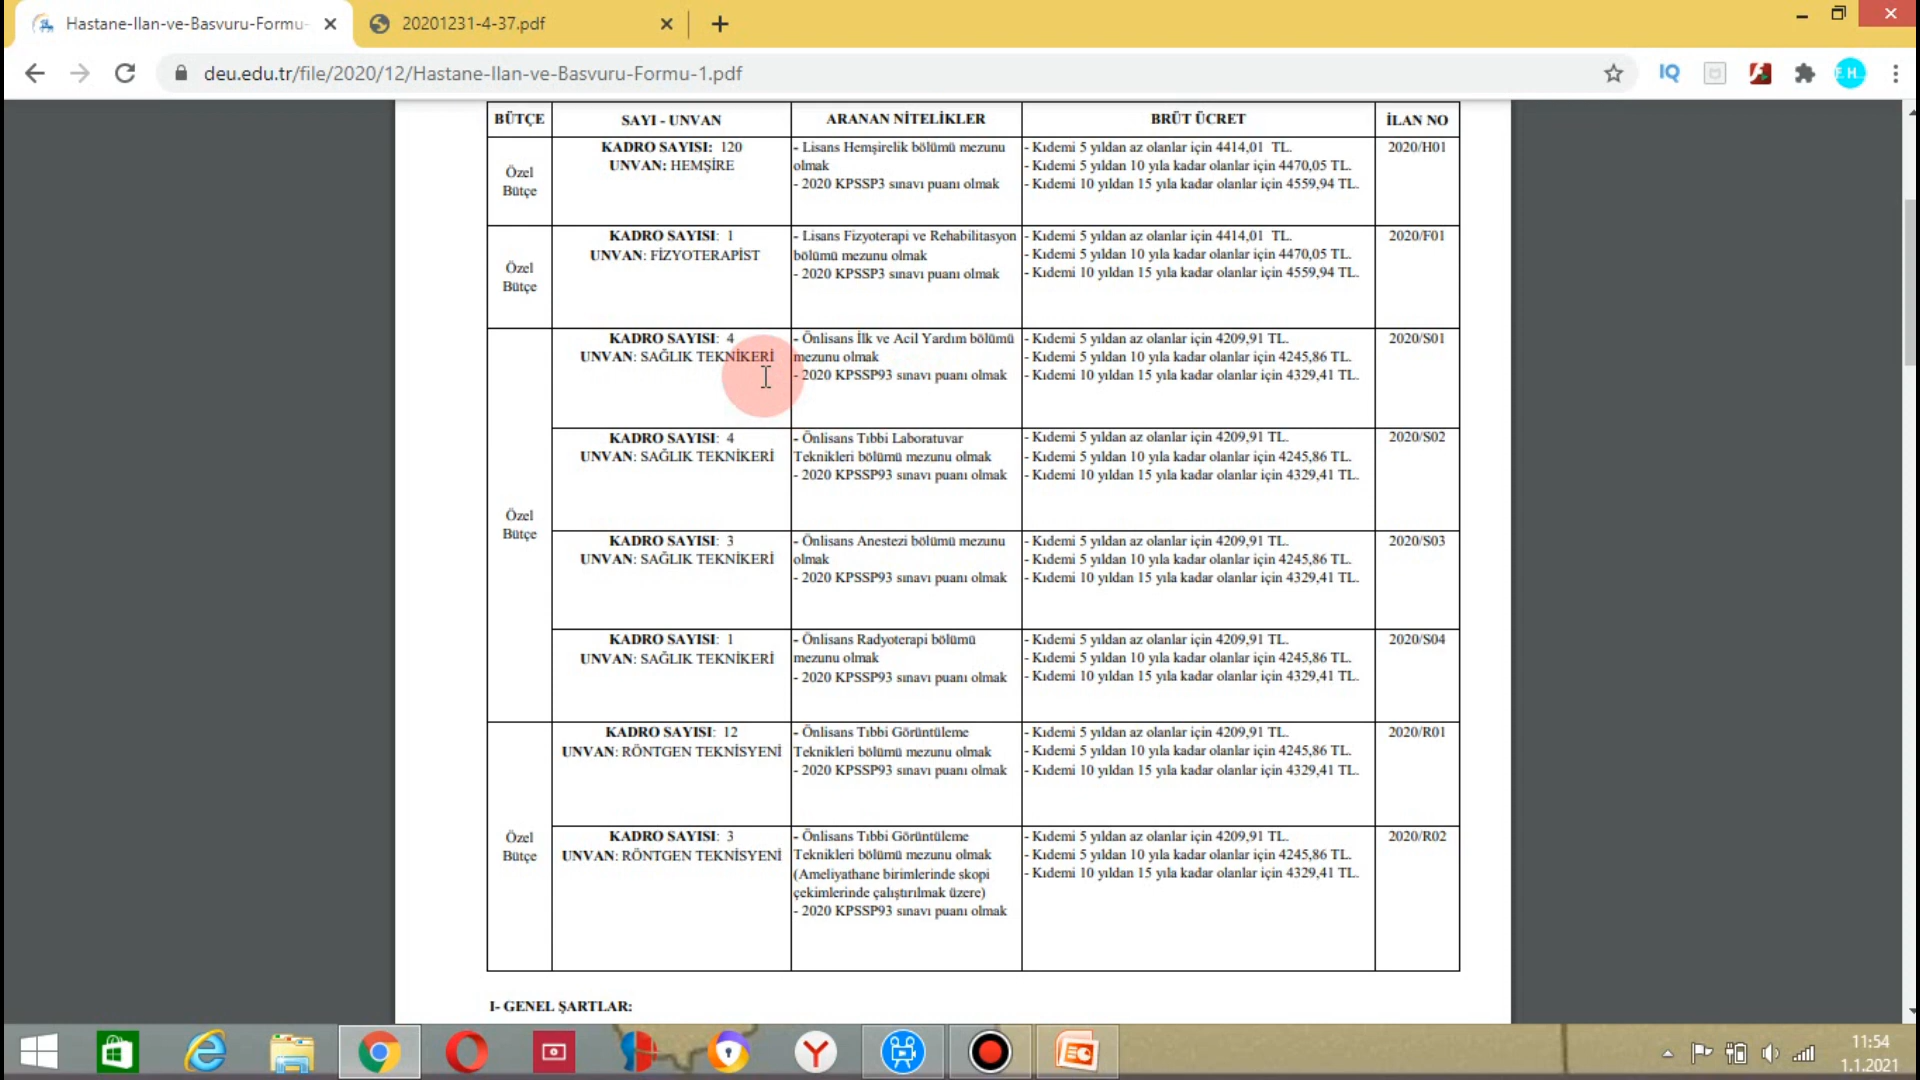 Hastane-Ilan-ve-Basvuru-Formu-
20201231-4-37.pdf
deu.edu.tr/file/2020/12/Hastane-Ilan-ve-Basvuru-Formu-1.pdf
IQ
BÜTÇE SAYI - UNVAN ARANAN NİTELİKLER BRÜT ÜCRET İLAN NO
Özel
Bütçe
KADRO SAYISI: 120
UNVAN: HEMŞİRE
- Lisans Hemşirelik bölümü mezunu
olmak
- 2020 KPSSP3 sınavı puanı olmak
- Kıdemi 5 yıldan az olanlar için 4414,01 TL.
- Kıdemi 5 yıldan 10 yıla kadar olanlar için 4470,05 TL.
- Kıdemi 10 yıldan 15 yıla kadar olanlar için 4559,94 TL.
2020/H01
Özel
Bütçe
KADRO SAYISI: 1
UNVAN: FİZYOTERAPİST
- Lisans Fizyoterapi ve Rehabilitasyon
bölümü mezunu olmak
- 2020 KPSSP3 sınavı puanı olmak
- Kıdemi 5 yıldan az olanlar için 4414,01 TL.
- Kıdemi 5 yıldan 10 yıla kadar olanlar için 4470,05 TL.
- Kıdemi 10 yıldan 15 yıla kadar olanlar için 4559,94 TL.
2020/F01
Özel
Bütçe
KADRO SAYISI: 4
UNVAN: SAĞLIK TEKNİKERİ
- Önlisans İlk ve Acil Yardım bölümü
mezunu olmak
- 2020 KPSSP93 sınavı puanı olmak
- Kıdemi 5 yıldan az olanlar için 4209,91 TL.
- Kıdemi 5 yıldan 10 yıla kadar olanlar için 4245,86 TL.
- Kıdemi 10 yıldan 15 yıla kadar olanlar için 4329,41 TL.
2020/S01
KADRO SAYISI: 4
UNVAN: SAĞLIK TEKNİKERİ
- Önlisans Tıbbi Laboratuvar
Teknikleri bölümü mezunu olmak
- 2020 KPSSP93 sınavı puanı olmak
- Kıdemi 5 yıldan az olanlar için 4209,91 TL.
- Kıdemi 5 yıldan 10 yıla kadar olanlar için 4245,86 TL.
- Kıdemi 10 yıldan 15 yıla kadar olanlar için 4329,41 TL.
2020/S02
KADRO SAYISI: 3
UNVAN: SAĞLIK TEKNİKERİ
- Önlisans Anestezi bölümü mezunu
olmak
- 2020 KPSSP93 sınavı puanı olmak
- Kıdemi 5 yıldan az olanlar için 4209,91 TL.
- Kıdemi 5 yıldan 10 yıla kadar olanlar için 4245,86 TL.
- Kıdemi 10 yıldan 15 yıla kadar olanlar için 4329,41 TL.
2020/S03
KADRO SAYISI: 1
UNVAN: SAĞLIK TEKNİKERİ
- Önlisans Radyoterapi bölümü
mezunu olmak
- 2020 KPSSP93 sınavı puanı olmak
- Kıdemi 5 yıldan az olanlar için 4209,91 TL.
- Kıdemi 5 yıldan 10 yıla kadar olanlar için 4245,86 TL.
- Kıdemi 10 yıldan 15 yıla kadar olanlar için 4329,41 TL.
2020/S04
Özel
Bütçe
KADRO SAYISI: 12
UNVAN: RÖNTGEN TEKNİSYENİ
- Önlisans Tıbbi Görüntüleme
Teknikleri bölümü mezunu olmak
- 2020 KPSSP93 sınavı puanı olmak
- Kıdemi 5 yıldan az olanlar için 4209,91 TL.
- Kıdemi 5 yıldan 10 yıla kadar olanlar için 4245,86 TL.
- Kıdemi 10 yıldan 15 yıla kadar olanlar için 4329,41 TL.
2020/R01
KADRO SAYISI: 3
UNVAN: RÖNTGEN TEKNİSYENİ
- Önlisans Tıbbi Görüntüleme
Teknikleri bölümü mezunu olmak
(Ameliyathane birimlerinde skopi
çekimlerinde çalıştırılmak üzere)
- 2020 KPSSP93 sınavı puanı olmak
- Kıdemi 5 yıldan az olanlar için 4209,91 TL.
- Kıdemi 5 yıldan 10 yıla kadar olanlar için 4245,86 TL.
- Kıdemi 10 yıldan 15 yıla kadar olanlar için 4329,41 TL.
2020/R02
I- GENEL ŞARTLAR:
11:54
1.1.2021